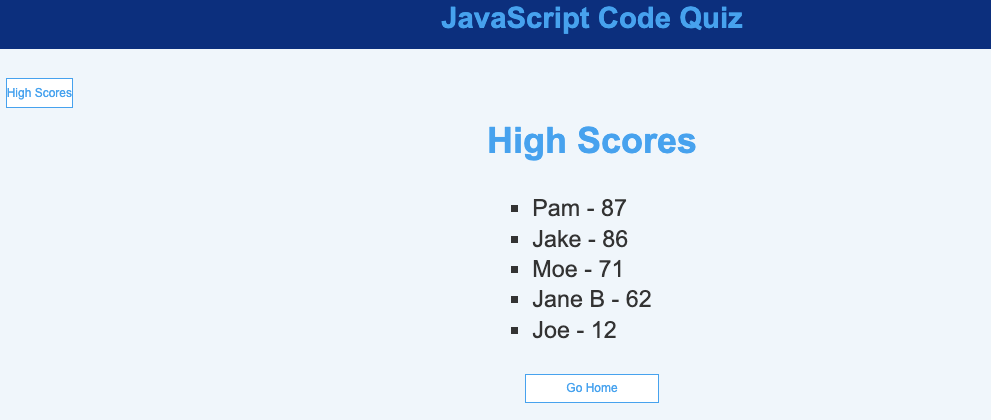 JavaScript Code Quiz
High Scores
High Scores
Pam - 87
Jake - 86
Moe - 71
Jane B - 62
Joe - 12
Go Home